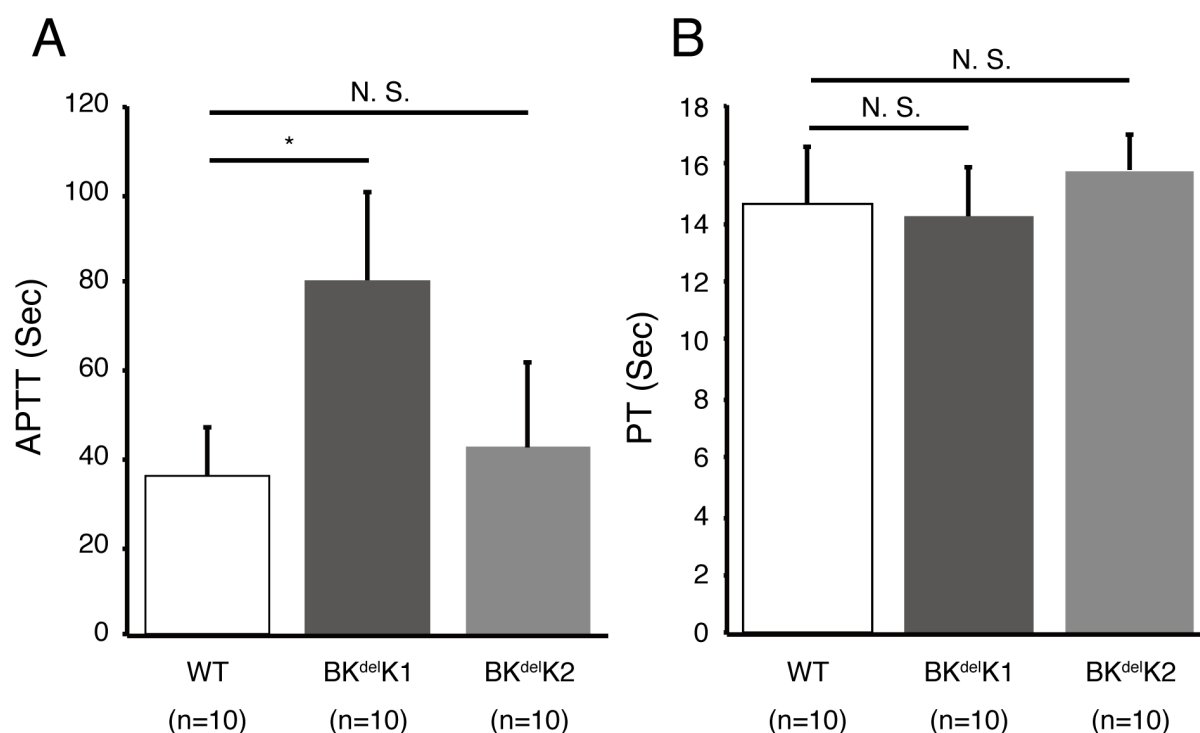 A
N. S.
*
120
100
80
60
40
20
0
APTT (Sec)
WT
BKdelK1
BKdelK2
(n=10)
(n=10)
(n=10)
B
N. S.
N. S.
18
16
14
12
10
8
6
4
2
0
PT (Sec)
WT
BKdelK1
BKdelK2
(n=10)
(n=10)
(n=10)